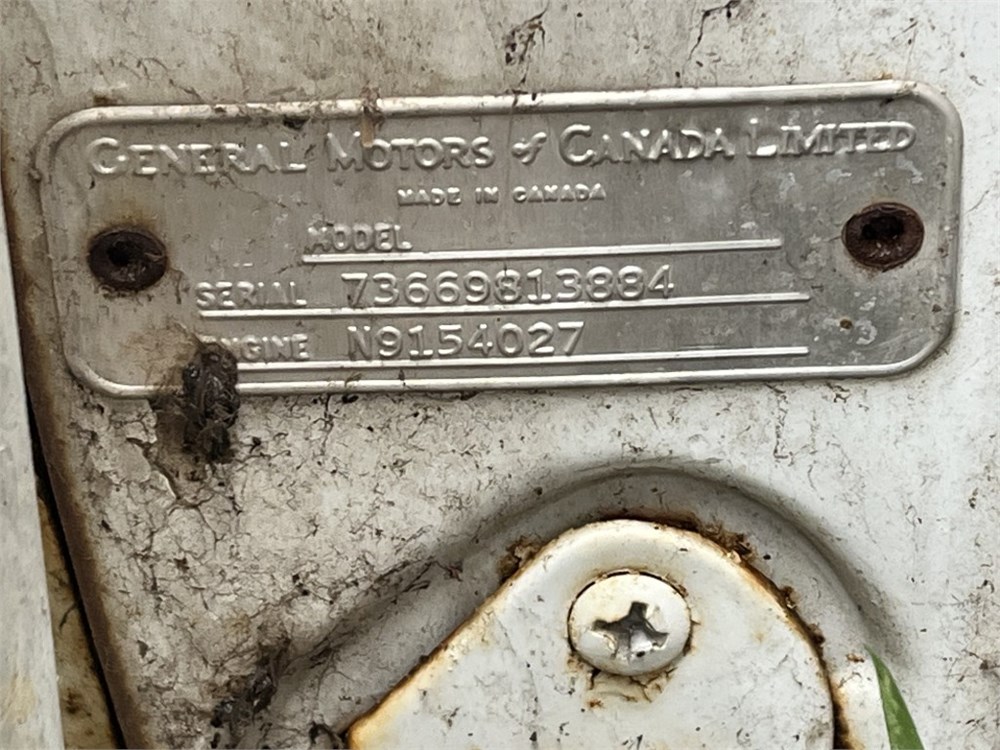 GENERAL MOTORS of CANADA LIMITED
MADE IN CANADA
MODEL
SERIAL 73669813884
ENGINE N9154027